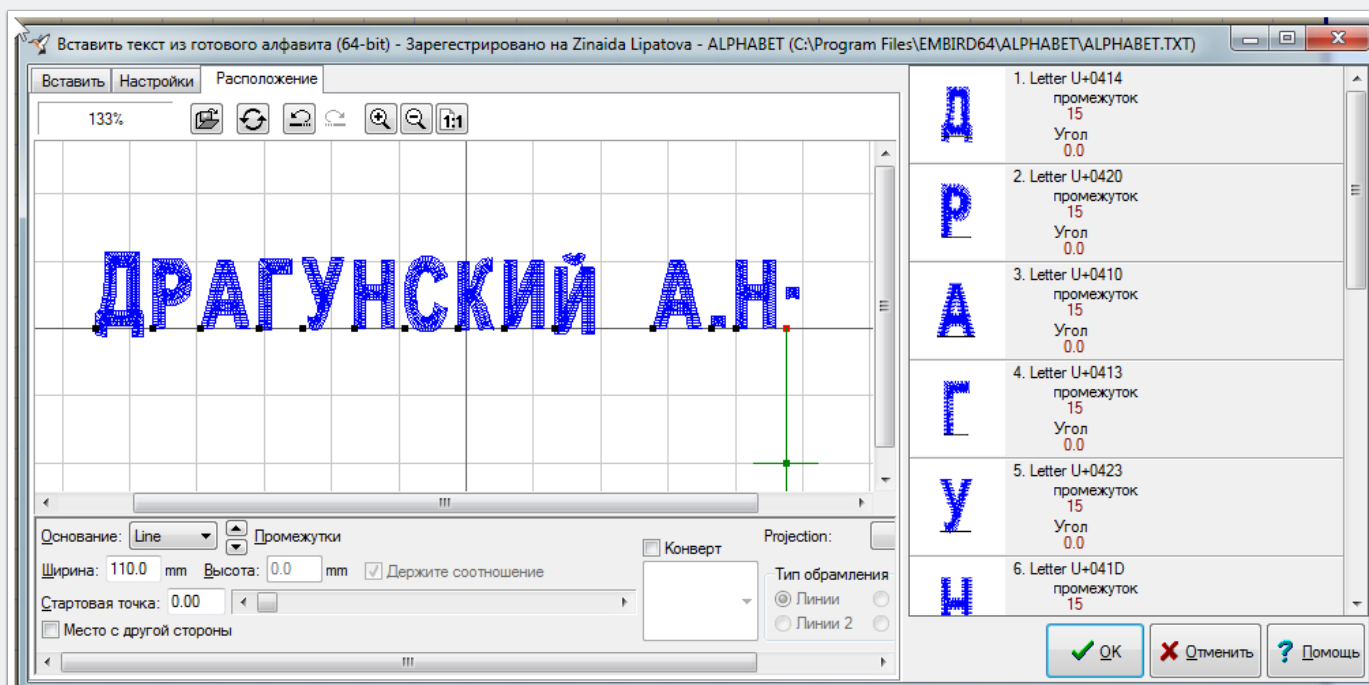 Вставить текст из готового алфавита (64-bit) - Зарегестрировано на Zinaida Lipatova - ALPHABET (C:\Program Files\EMBIRD64\ALPHABET\ALPHABET.TXT)
Вставить Настройки Расположение
133%
1:1
ДРАГУНСКИЙ А.Н.
Основание: Line Промежутки
Ширина: 110.0 mm Высота: 0.0 mm Держите соотношение
Стартовая точка: 0.00
Место с другой стороны
Конверт
Projection:
Тип обрамления
Линии
Линии 2
Д
1. Letter U+0414
промежуток
15
Угол
0.0
Р
2. Letter U+0420
промежуток
15
Угол
0.0
А
3. Letter U+0410
промежуток
15
Угол
0.0
Г
4. Letter U+0413
промежуток
15
Угол
0.0
У
5. Letter U+0423
промежуток
15
Угол
0.0
Н
6. Letter U+041D
промежуток
15
OK Отменить Помощь